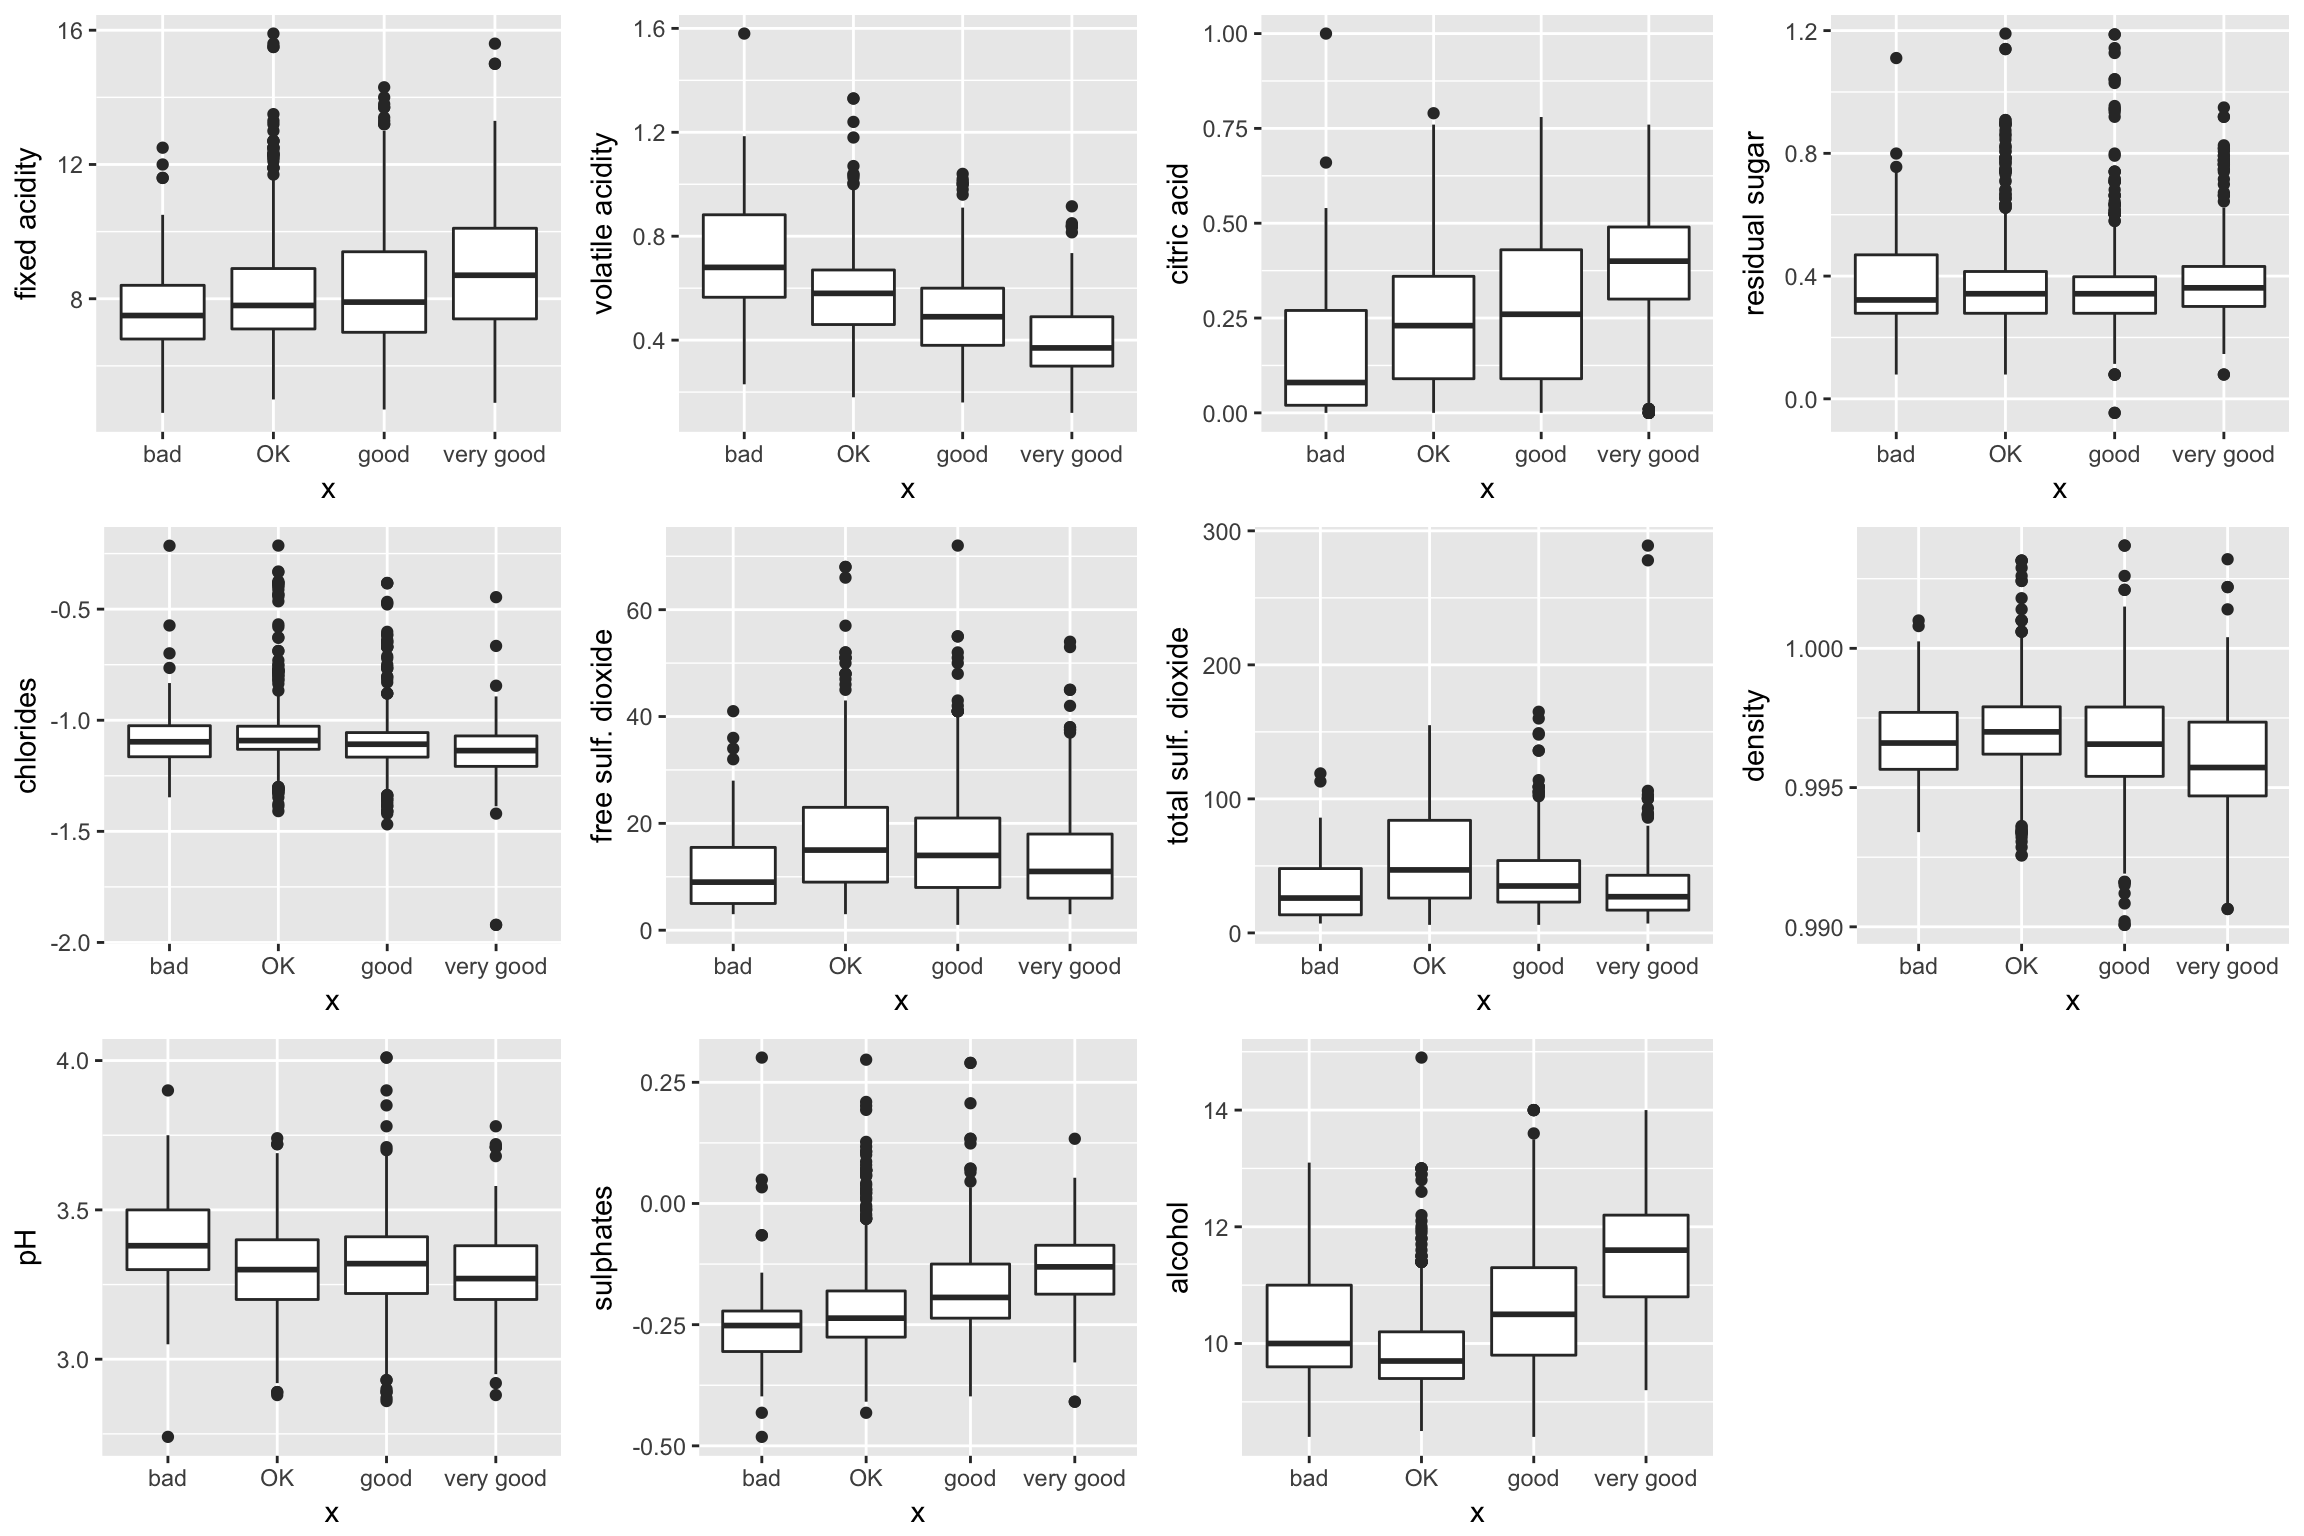 fixed acidity
16
12
8
bad OK good very good
x
volatile acidity
1.6
1.2
0.8
0.4
bad OK good very good
x
citric acid
1.00
0.75
0.50
0.25
0.00
bad OK good very good
x
residual sugar
1.2
0.8
0.4
0.0
bad OK good very good
x
chlorides
-0.5
-1.0
-1.5
-2.0
bad OK good very good
x
free sulf. dioxide
60
40
20
0
bad OK good very good
x
total sulf. dioxide
300
200
100
0
bad OK good very good
x
density
1.000
0.995
0.990
bad OK good very good
x
pH
4.0
3.5
3.0
bad OK good very good
x
sulphates
0.25
0.00
-0.25
-0.50
bad OK good very good
x
alcohol
14
12
10
bad OK good very good
x